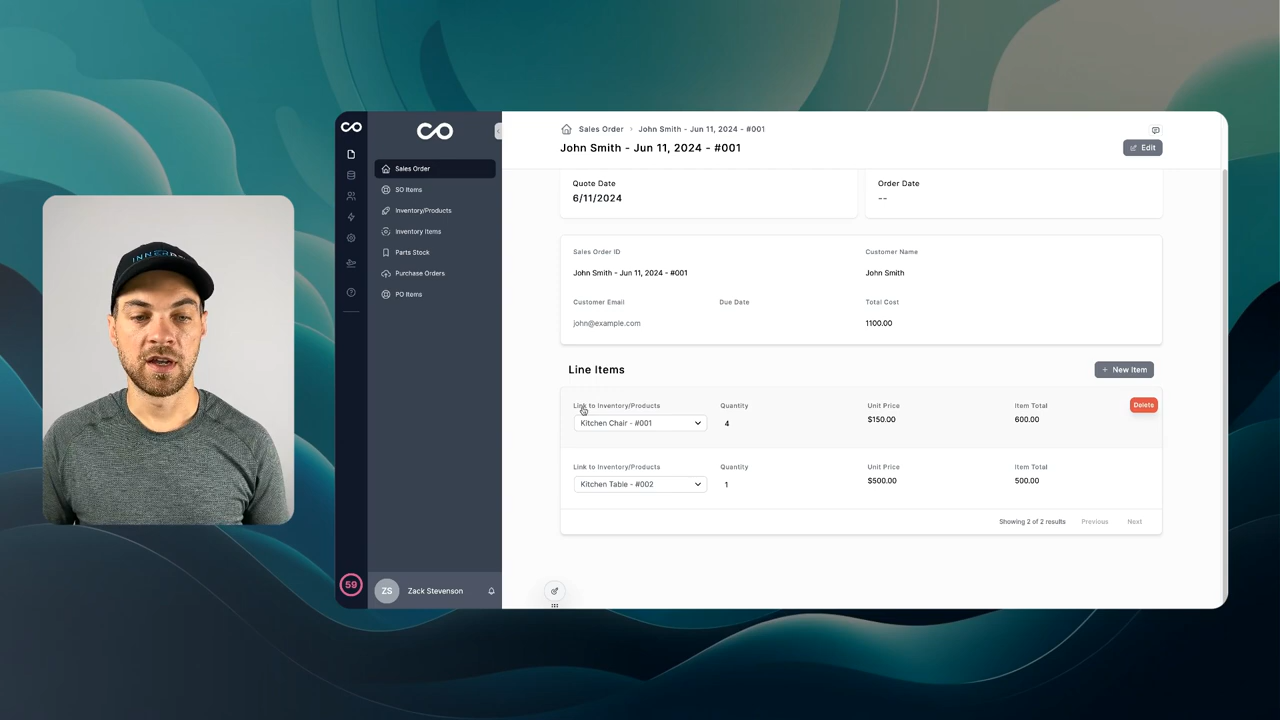 Sales Order > John Smith - Jun 11, 2024 - #001
John Smith - Jun 11, 2024 - #001
Edit
Sales Order
SO Items
Inventory/Products
Inventory Items
Parts Stock
Purchase Orders
PO Items
59
ZS Zack Stevenson
Quote Date
6/11/2024
Order Date
--
Sales Order ID
Customer Name
John Smith - Jun 11, 2024 - #001
John Smith
Customer Email
Due Date
Total Cost
john@example.com
1100.00
Line Items
+ New Item
Link to Inventory/Products
Quantity
Unit Price
Item Total
Delete
Kitchen Chair - #001
4
$150.00
600.00
Link to Inventory/Products
Quantity
Unit Price
Item Total
Kitchen Table - #002
1
$500.00
500.00
Showing 2 of 2 results
Previous
Next